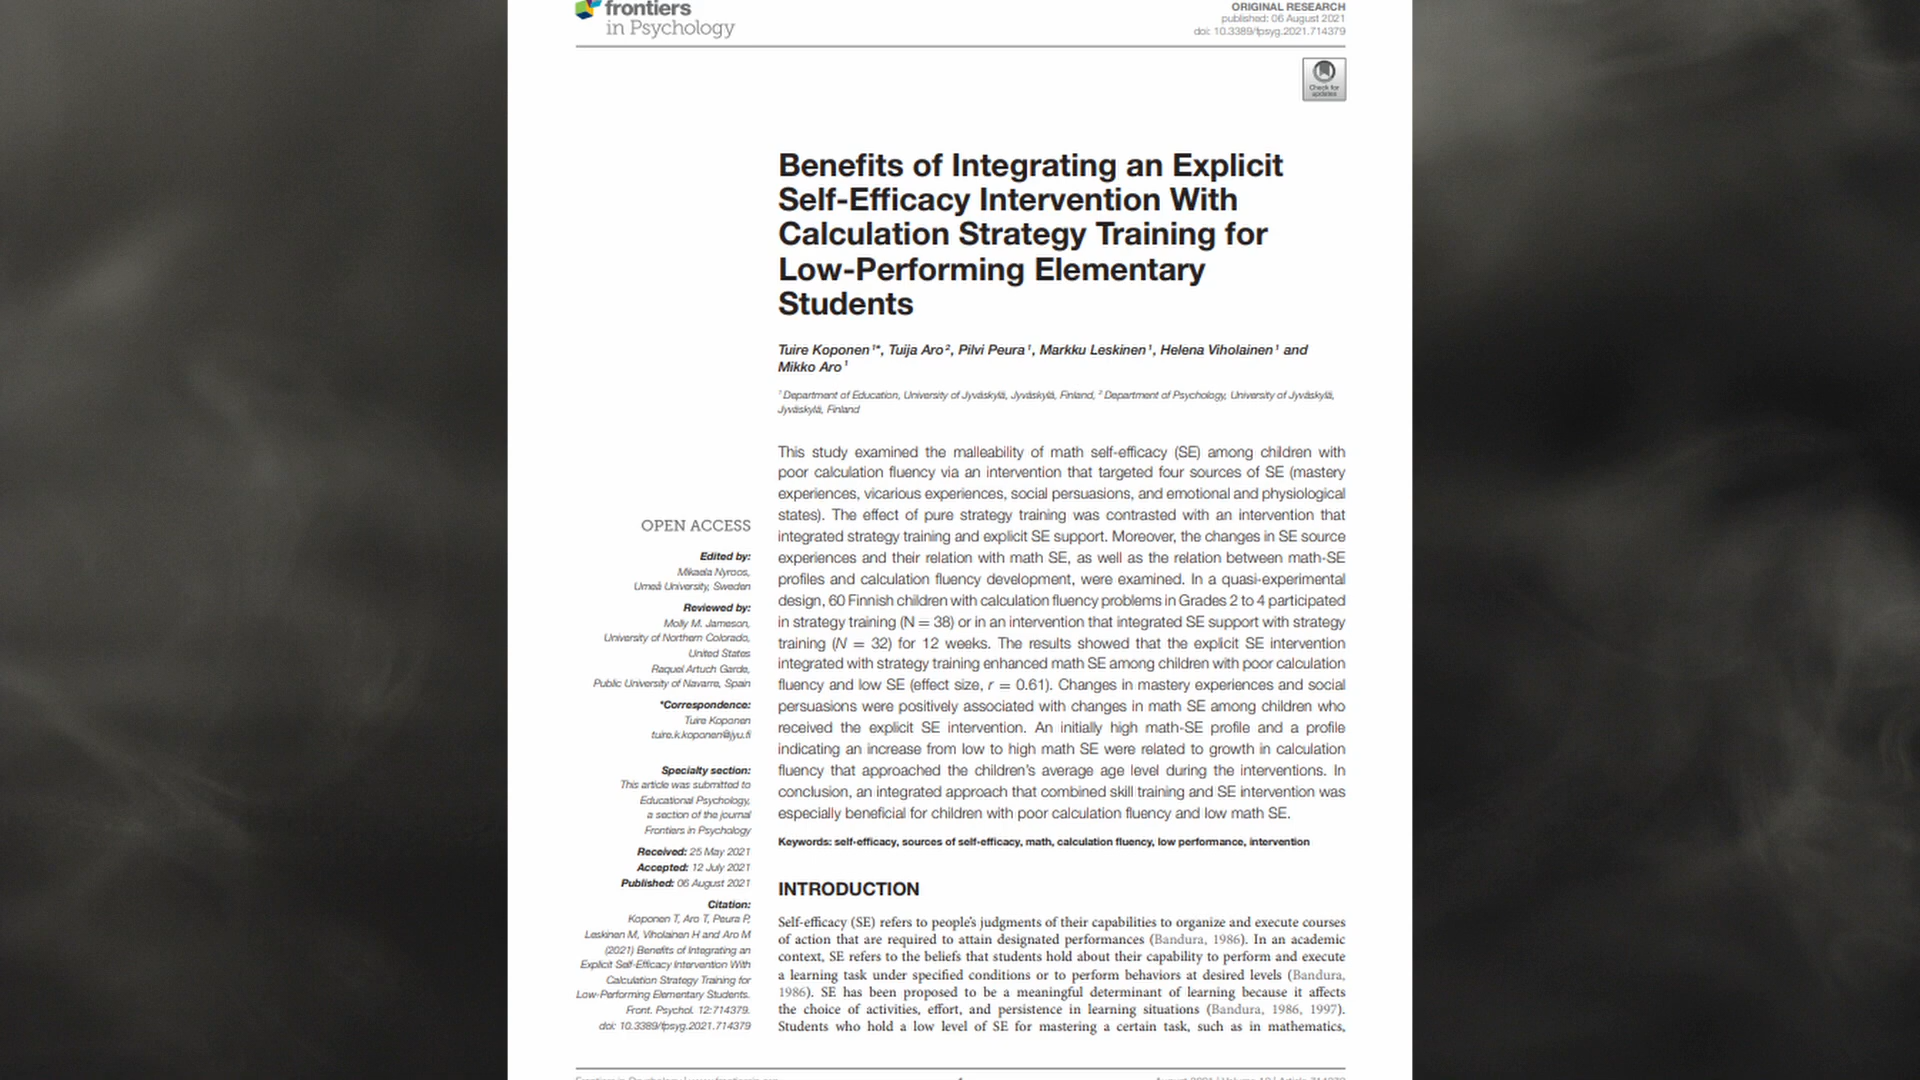 frontiers
in Psychology
ORIGINAL RESEARCH
published: 06 August 2021
doi: 10.3389/fpsyg.2021.714379
Check for
updates
Benefits of Integrating an Explicit
Self-Efficacy Intervention With
Calculation Strategy Training for
Low-Performing Elementary
Students
Tuire Koponen 1*, Tuija Aro 2, Pilvi Peura 1, Markku Leskinen 1, Helena Viholainen 1 and
Mikko Aro 1
1 Department of Education, University of Jyväskylä, Jyväskylä, Finland, 2 Department of Psychology, University of Jyväskylä,
Jyväskylä, Finland
This study examined the malleability of math self-efficacy (SE) among children with
poor calculation fluency via an intervention that targeted four sources of SE (mastery
experiences, vicarious experiences, social persuasions, and emotional and physiological
states). The effect of pure strategy training was contrasted with an intervention that
integrated strategy training and explicit SE support. Moreover, the changes in SE source
experiences and their relation with math SE, as well as the relation between math-SE
profiles and calculation fluency development, were examined. In a quasi-experimental
design, 60 Finnish children with calculation fluency problems in Grades 2 to 4 participated
in strategy training (N = 38) or in an intervention that integrated SE support with strategy
training (N = 32) for 12 weeks. The results showed that the explicit SE intervention
integrated with strategy training enhanced math SE among children with poor calculation
fluency and low SE (effect size, r = 0.61). Changes in mastery experiences and social
persuasions were positively associated with changes in math SE among children who
received the explicit SE intervention. An initially high math-SE profile and a profile
indicating an increase from low to high math SE were related to growth in calculation
fluency that approached the children's average age level during the interventions. In
conclusion, an integrated approach that combined skill training and SE intervention was
especially beneficial for children with poor calculation fluency and low math SE.
Keywords: self-efficacy, sources of self-efficacy, math, calculation fluency, low performance, intervention
OPEN ACCESS
Edited by:
Mikaela Nyroos,
Umeå University, Sweden
Reviewed by:
Molly M. Jameson,
University of Northern Colorado,
United States
Raquel Artuch Garde,
Public University of Navarre, Spain
*Correspondence:
Tuire Koponen
tuire.k.koponen@jyu.fi
Specialty section:
This article was submitted to
Educational Psychology,
a section of the journal
Frontiers in Psychology
Received: 25 May 2021
Accepted: 12 July 2021
Published: 06 August 2021
Citation:
Koponen T, Aro T, Peura P,
Leskinen M, Viholainen H and Aro M
(2021) Benefits of Integrating an
Explicit Self-Efficacy Intervention With
Calculation Strategy Training for
Low-Performing Elementary Students.
Front. Psychol. 12:714379.
doi: 10.3389/fpsyg.2021.714379
INTRODUCTION
Self-efficacy (SE) refers to people's judgments of their capabilities to organize and execute courses
of action that are required to attain designated performances (Bandura, 1986). In an academic
context, SE refers to the beliefs that students hold about their capability to perform and execute
a learning task under specified conditions or to perform behaviors at desired levels (Bandura,
1986). SE has been proposed to be a meaningful determinant of learning because it affects
the choice of activities, effort, and persistence in learning situations (Bandura, 1986, 1997).
Students who hold a low level of SE for mastering a certain task, such as in mathematics,